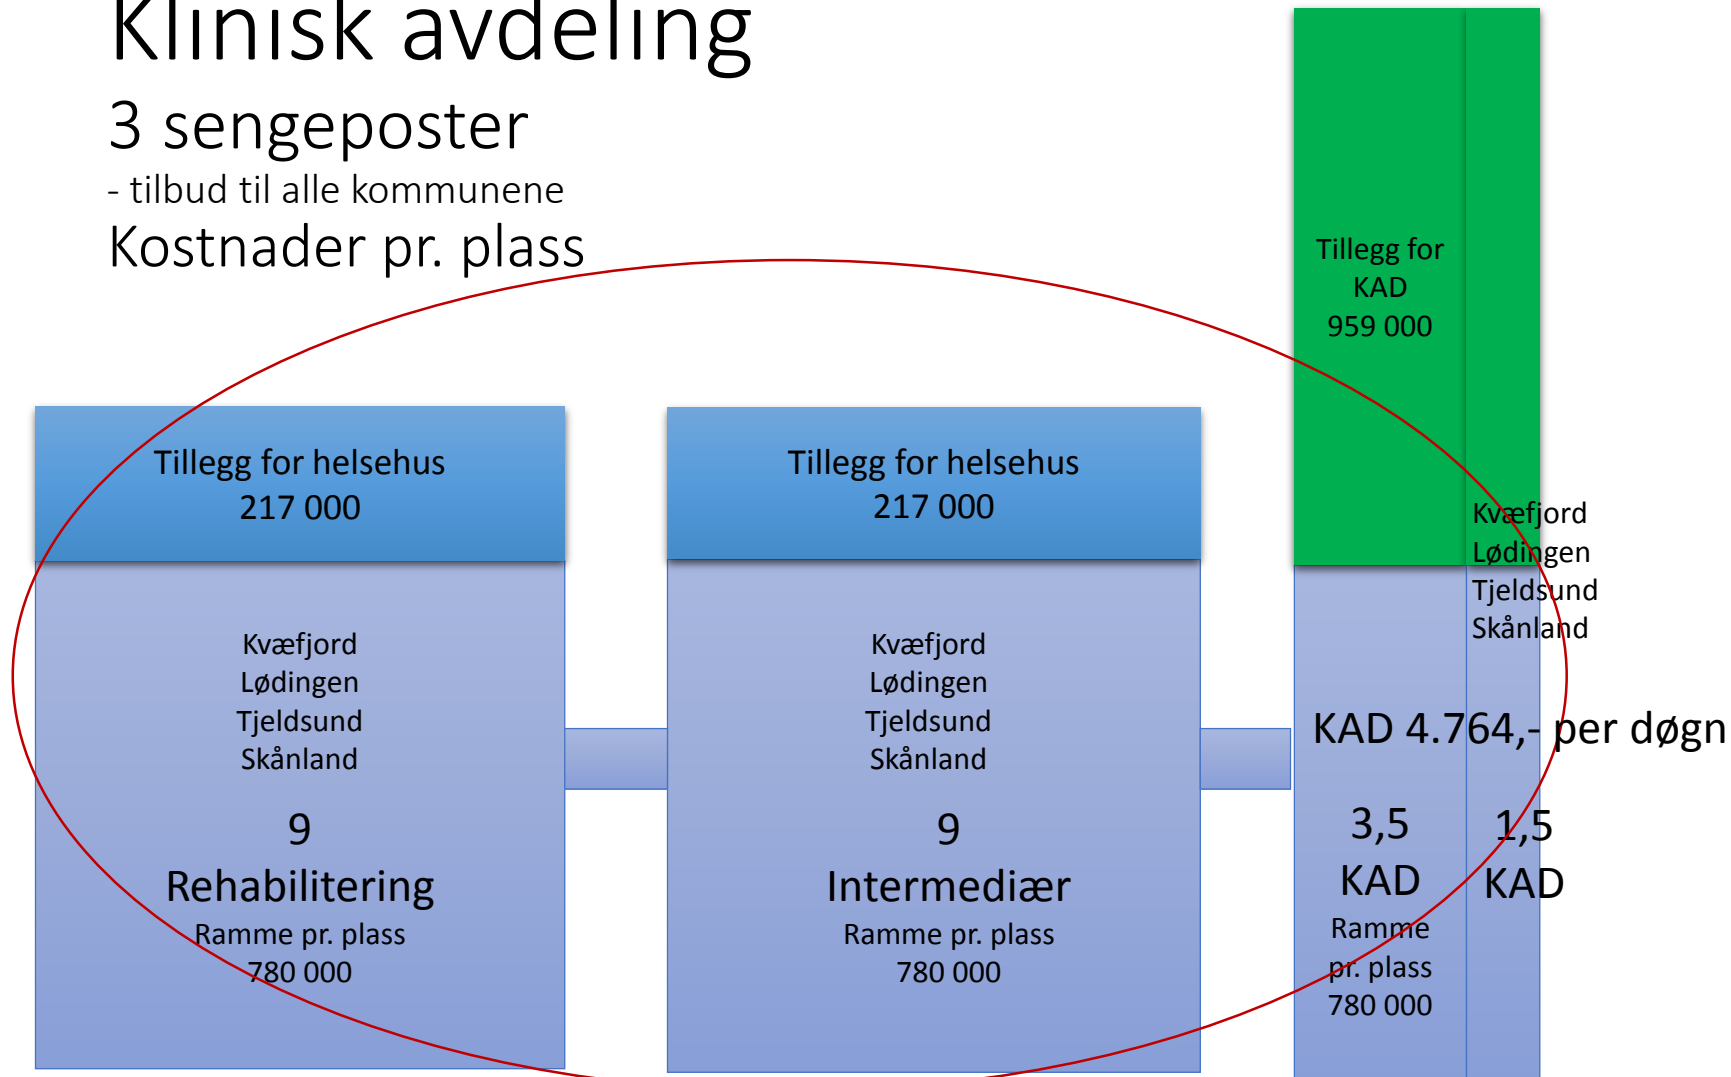 Klinisk avdeling
3 sengeposter
- tilbud til alle kommunene
Kostnader pr. plass
Tillegg for helsehus
217 000
Kvæfjord
Lødingen
Tjeldsund
Skånland
9
Rehabilitering
Ramme pr. plass
780 000
Tillegg for helsehus
217 000
Kvæfjord
Lødingen
Tjeldsund
Skånland
9
Intermediær
Ramme pr. plass
780 000
Tillegg for
KAD
959 000
Kvæfjord
Lødingen
Tjeldsund
Skånland
KAD 4.764,- per døgn
3,5
KAD
Ramme
pr. plass
780 000
1,5
KAD